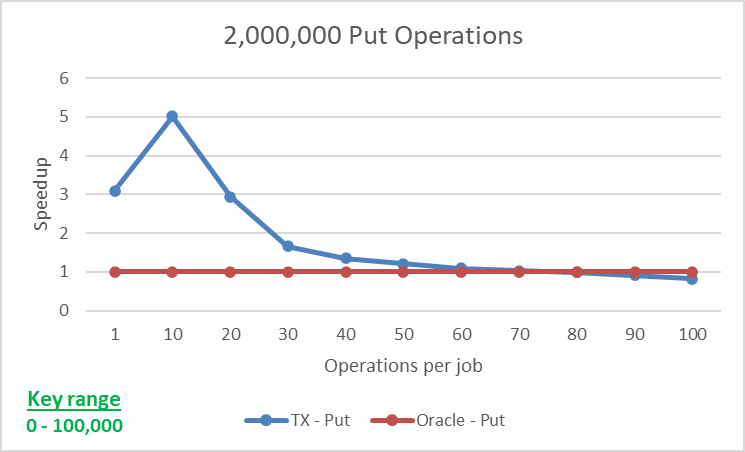 2,000,000 Put Operations
6
5
4
3
2
1
0
Speedup
1 10 20 30 40 50 60 70 80 90 100
Operations per job
Key range
0 - 100,000
TX - Put Oracle - Put